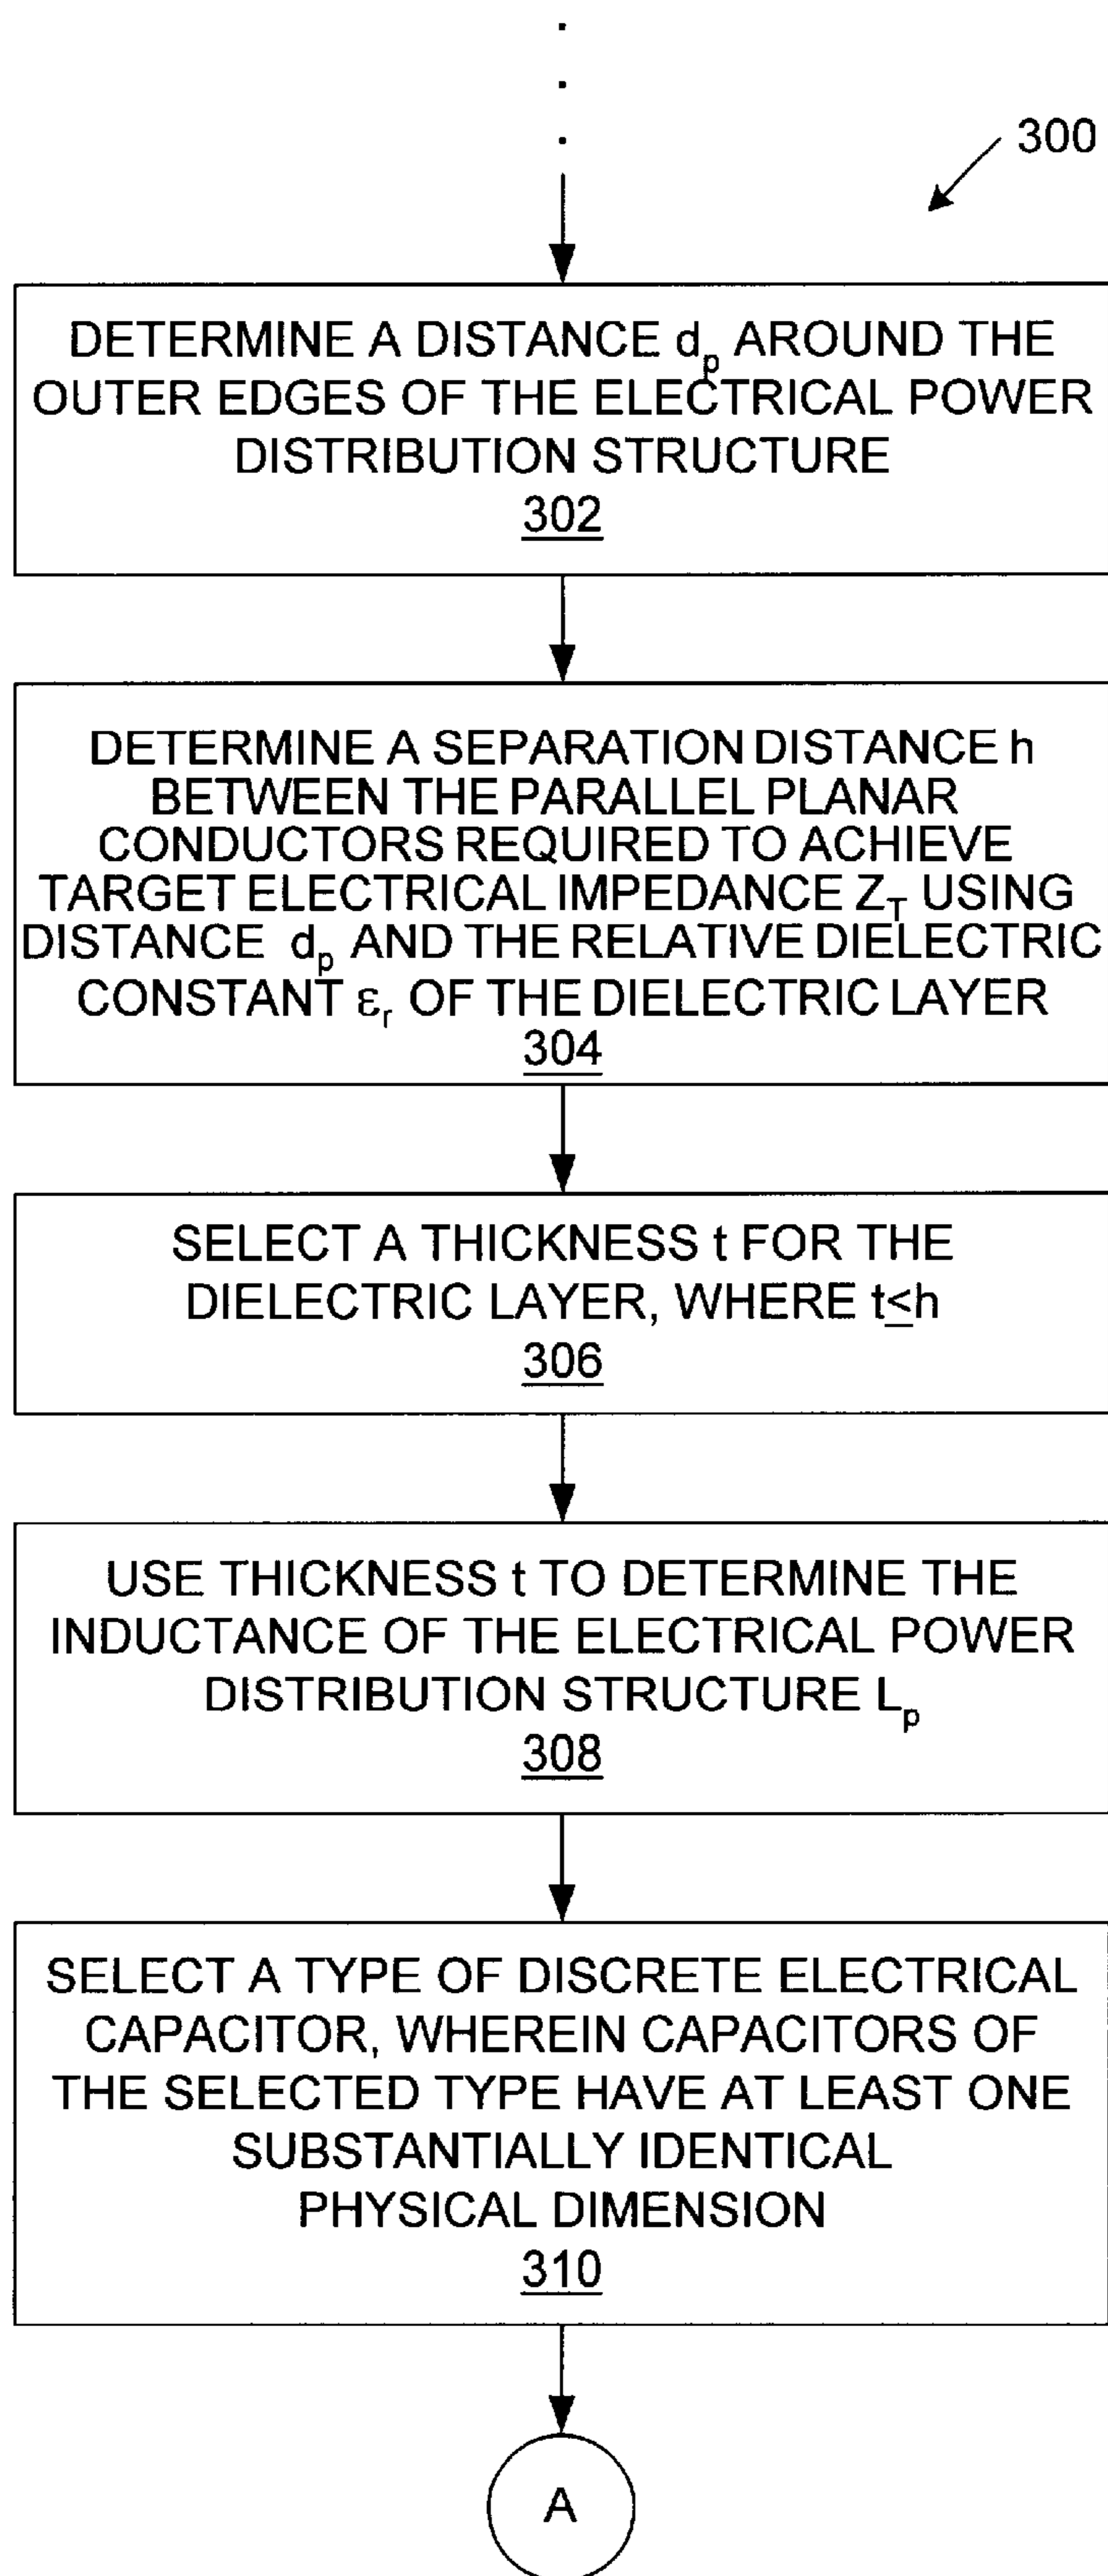 300
DETERMINE A DISTANCE dp AROUND THE
OUTER EDGES OF THE ELECTRICAL POWER
DISTRIBUTION STRUCTURE
302
DETERMINE A SEPARATION DISTANCE h
BETWEEN THE PARALLEL PLANAR
CONDUCTORS REQUIRED TO ACHIEVE
TARGET ELECTRICAL IMPEDANCE ZT USING
DISTANCE dp AND THE RELATIVE DIELECTRIC
CONSTANT εr OF THE DIELECTRIC LAYER
304
SELECT A THICKNESS t FOR THE
DIELECTRIC LAYER, WHERE t≤h
306
USE THICKNESS t TO DETERMINE THE
INDUCTANCE OF THE ELECTRICAL POWER
DISTRIBUTION STRUCTURE Lp
308
SELECT A TYPE OF DISCRETE ELECTRICAL
CAPACITOR, WHEREIN CAPACITORS OF
THE SELECTED TYPE HAVE AT LEAST ONE
SUBSTANTIALLY IDENTICAL
PHYSICAL DIMENSION
310
A